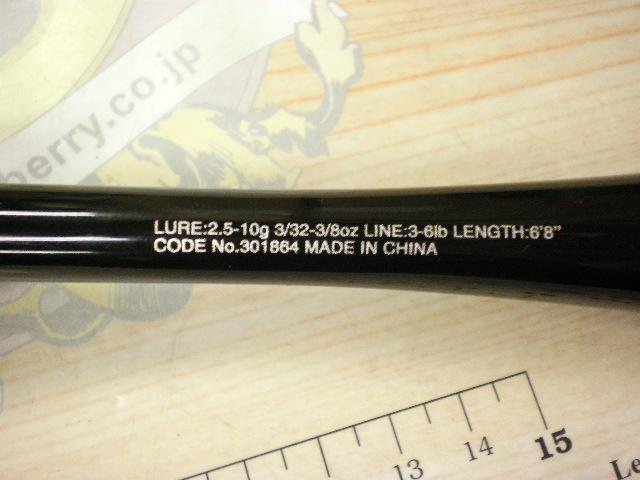 berry.co.jp
LURE:2.5-10g 3/32-3/8oz LINE:3-6lb LENGTH:6'8"
CODE No.301864 MADE IN CHINA
13 14 15
Le